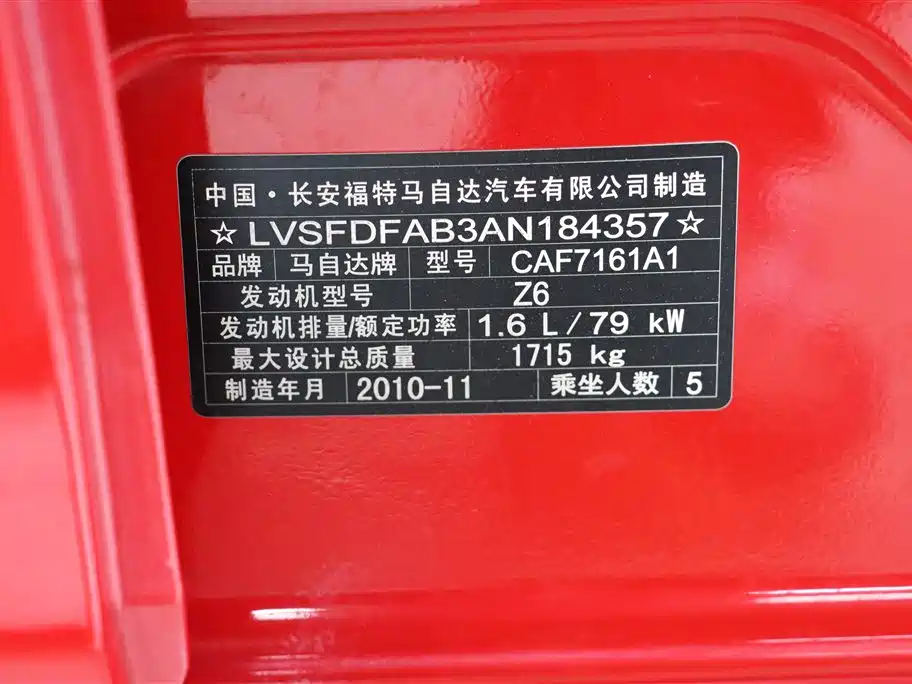 中国·长安福特马自达汽车有限公司制造
☆LVSFDFAB3AN184357☆
品牌 马自达牌 型号 CAF7161A1
发动机型号 Z6
发动机排量/额定功率 1.6 L/79 kW
最大设计总质量 1715 kg
制造年月 2010-11 乘坐人数 5